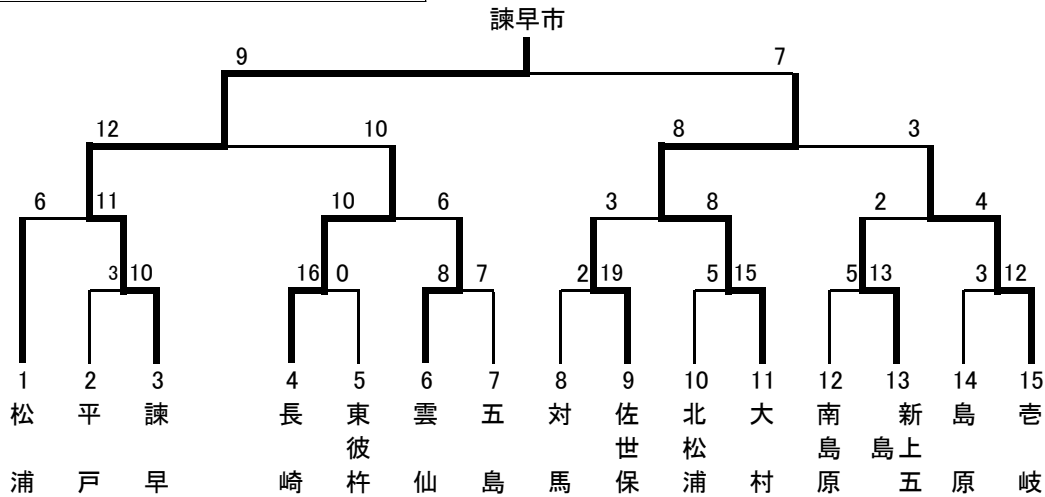 諫早市
9 7
12 10 8 3
6 11 10 6 3 8 2 4
3 10 16 0 8 7 2 19 5 15 5 13 3 12
1 2 3 4 5 6 7 8 9 10 11 12 13 14 15
松浦
平戸
諫早
長崎
東彼杵
雲仙
五島
対馬
佐世保
北松浦
大村
南島原
新上五島
島原
壱岐